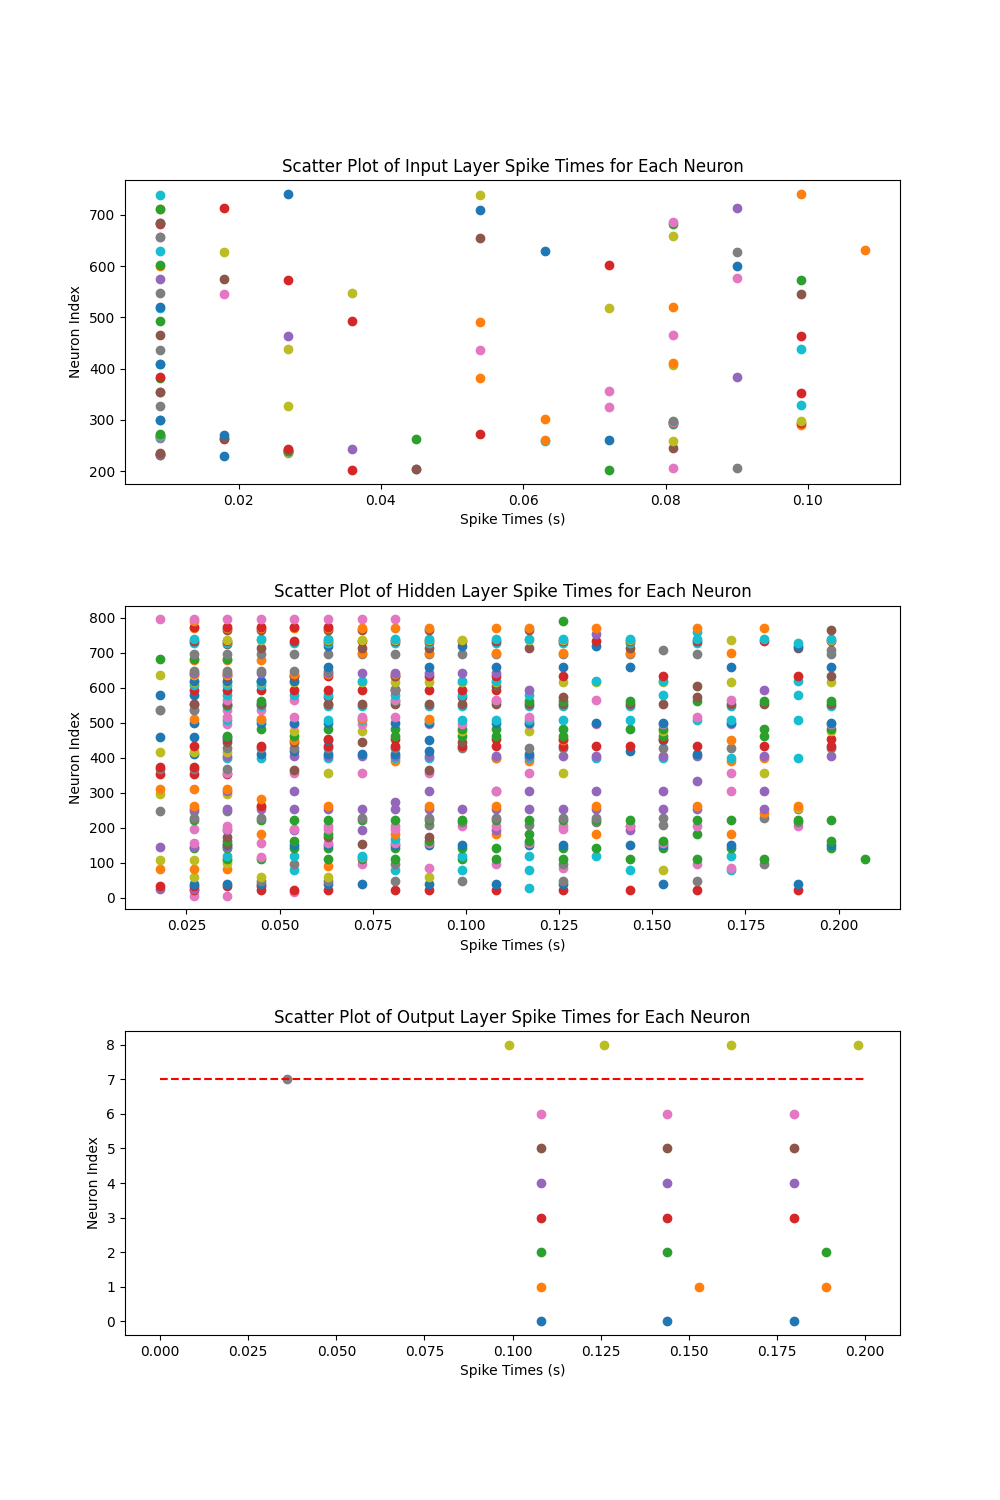 Scatter Plot of Input Layer Spike Times for Each Neuron
700
600
500
400
300
200
Neuron Index
0.02 0.04 0.06 0.08 0.10
Spike Times (s)
Scatter Plot of Hidden Layer Spike Times for Each Neuron
800
700
600
500
400
300
200
100
0
Neuron Index
0.025 0.050 0.075 0.100 0.125 0.150 0.175 0.200
Spike Times (s)
Scatter Plot of Output Layer Spike Times for Each Neuron
8
7
6
5
4
3
2
1
0
Neuron Index
0.000 0.025 0.050 0.075 0.100 0.125 0.150 0.175 0.200
Spike Times (s)